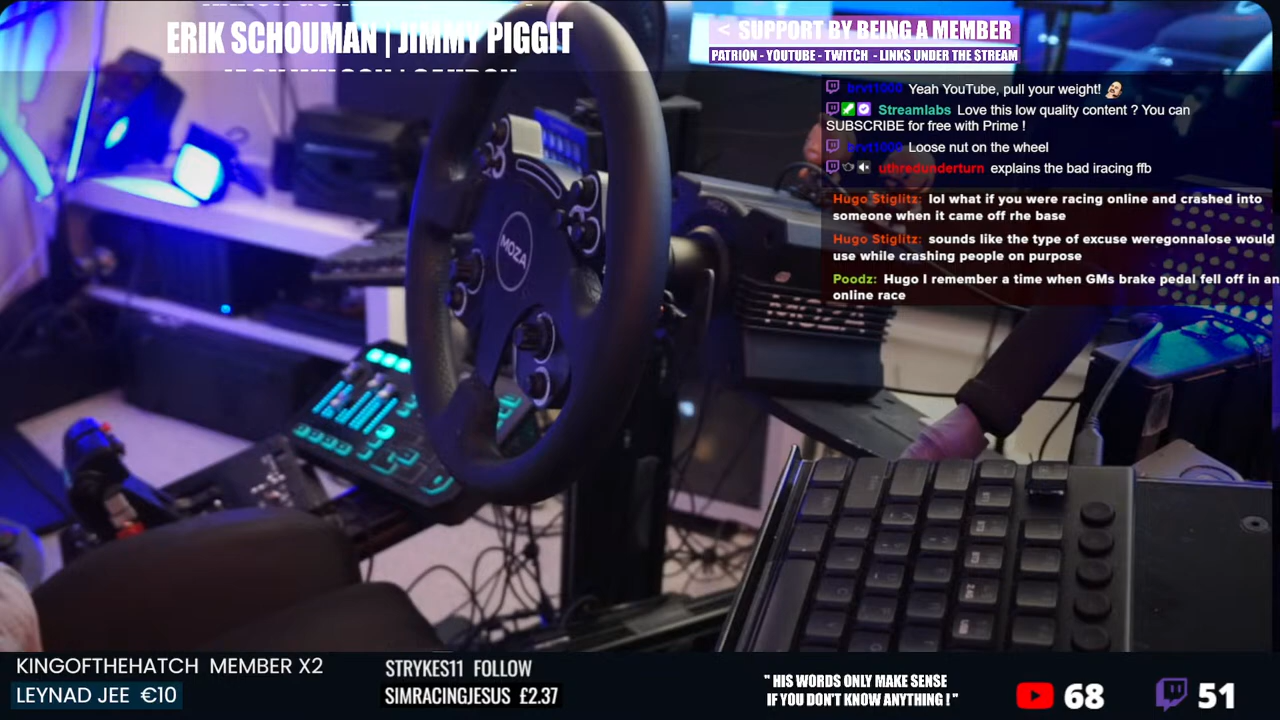 ERIK SCHOUMAN | JIMMY PIGGIT
< SUPPORT BY BEING A MEMBER
PATRION - YOUTUBE - TWITCH - LINKS UNDER THE STREAM
brvt1000 Yeah YouTube, pull your weight!
Streamlabs Love this low quality content ? You can
SUBSCRIBE for free with Prime !
brvt1000 Loose nut on the wheel
uthredunderturn explains the bad iracing ffb
Hugo Stiglitz: lol what if you were racing online and crashed into
someone when it came off rhe base
Hugo Stiglitz: sounds like the type of excuse weregonnalose would
use while crashing people on purpose
Poodz: Hugo I remember a time when GMs brake pedal fell off in an
online race
MOZA
KINGOFTHEHATCH MEMBER X2
LEYNAD JEE €10
STRYKES11 FOLLOW
SIMRACINGJESUS £2.37
" HIS WORDS ONLY MAKE SENSE
IF YOU DON'T KNOW ANYTHING ! "
68
51